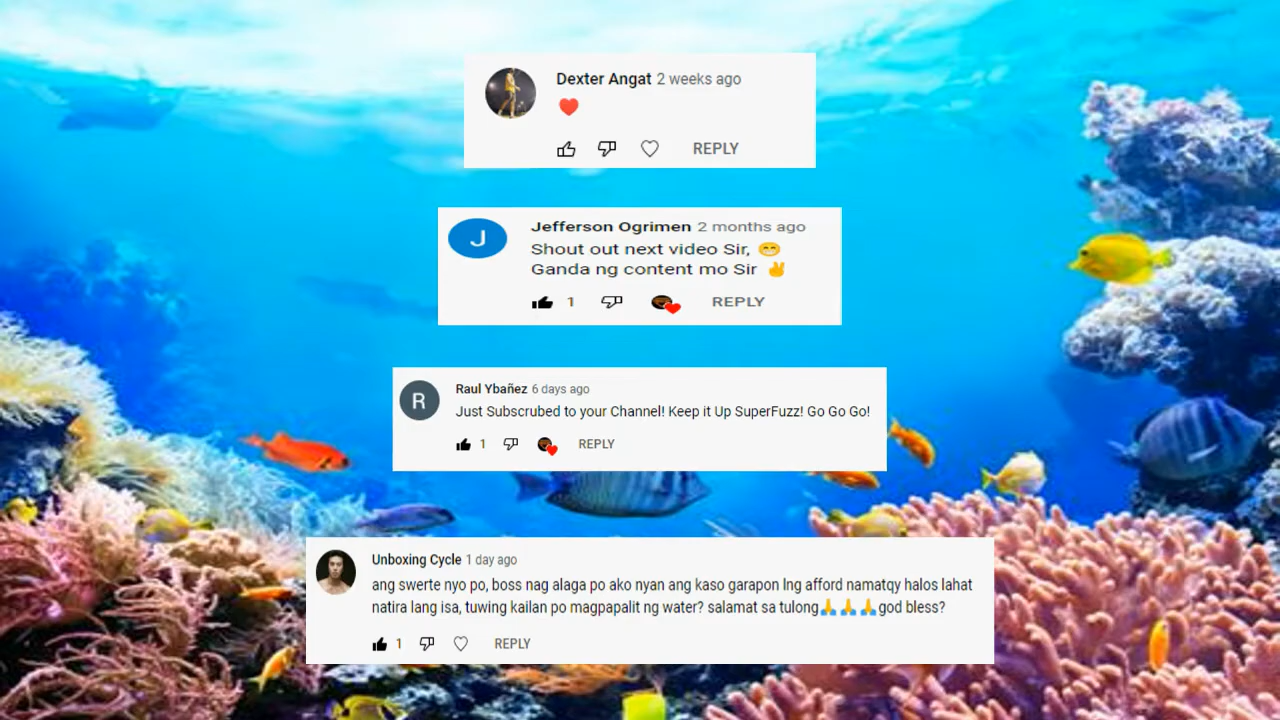 Dexter Angat 2 weeks ago
❤️
REPLY
J
Jefferson Ogrimen 2 months ago
Shout out next video Sir, 😁
Ganda ng content mo Sir ✌️
1 REPLY
R
Raul Ybañez 6 days ago
Just Subscrubed to your Channel! Keep it Up SuperFuzz! Go Go Go!
1 REPLY
Unboxing Cycle 1 day ago
ang swerte nyo po, boss nag alaga po ako nyan ang kaso garapon lng afford namatqy halos lahat
natira lang isa, tuwing kailan po magpapalit ng water? salamat sa tulong🙏🙏🙏god bless?
1 REPLY